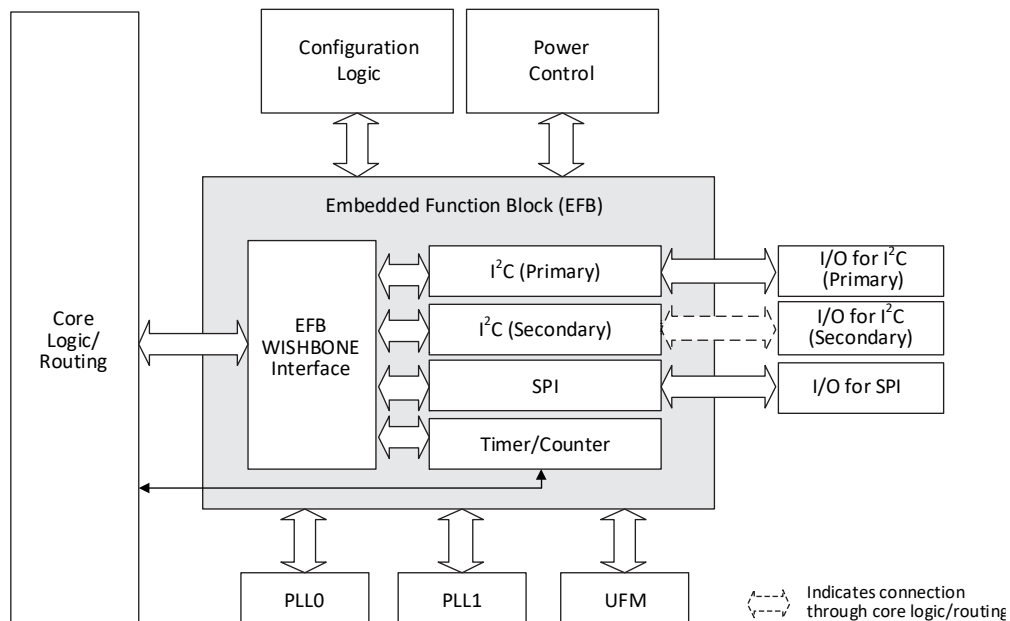 Configuration
Logic
Power
Control
Embedded Function Block (EFB)
Core
Logic/
Routing
EFB
WISHBONE
Interface
I²C (Primary)
I²C (Secondary)
SPI
Timer/Counter
I/O for I²C
(Primary)
I/O for I²C
(Secondary)
I/O for SPI
PLL0
PLL1
UFM
Indicates connection
through core logic/routing